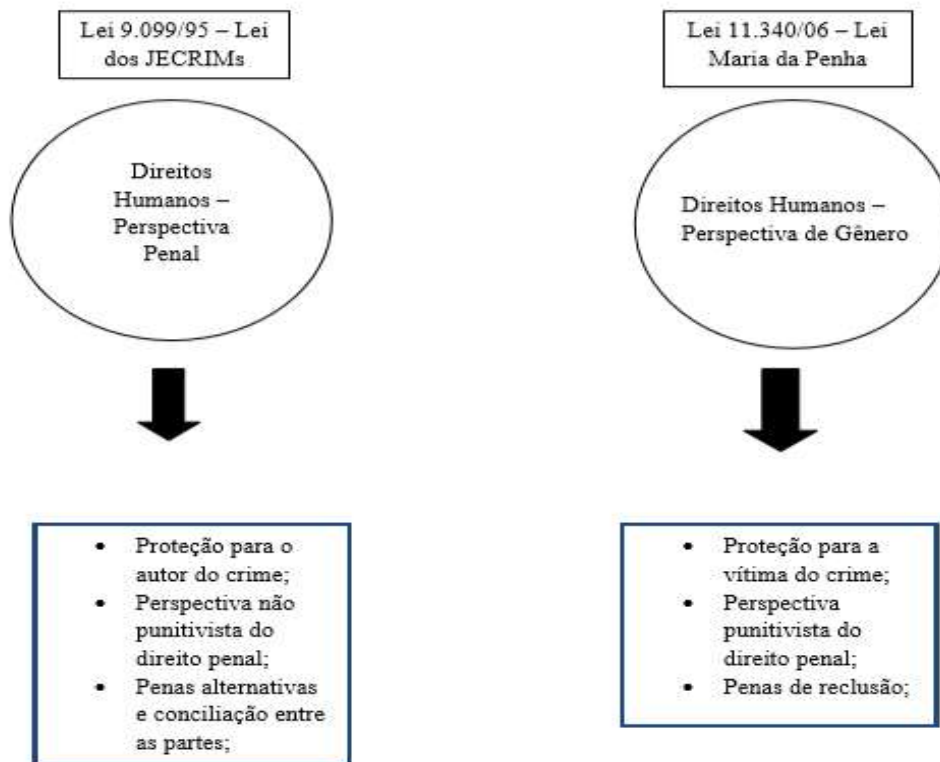 Lei 9.099/95 – Lei
dos JECRIMs
Direitos
Humanos –
Perspectiva
Penal
• Proteção para o
autor do crime;
• Perspectiva não
punitivista do
direito penal;
• Penas alternativas
e conciliação entre
as partes;
Lei 11.340/06 – Lei
Maria da Penha
Direitos Humanos –
Perspectiva de Gênero
• Proteção para a
vítima do crime;
• Perspectiva
punitivista do
direito penal;
• Penas de reclusão;